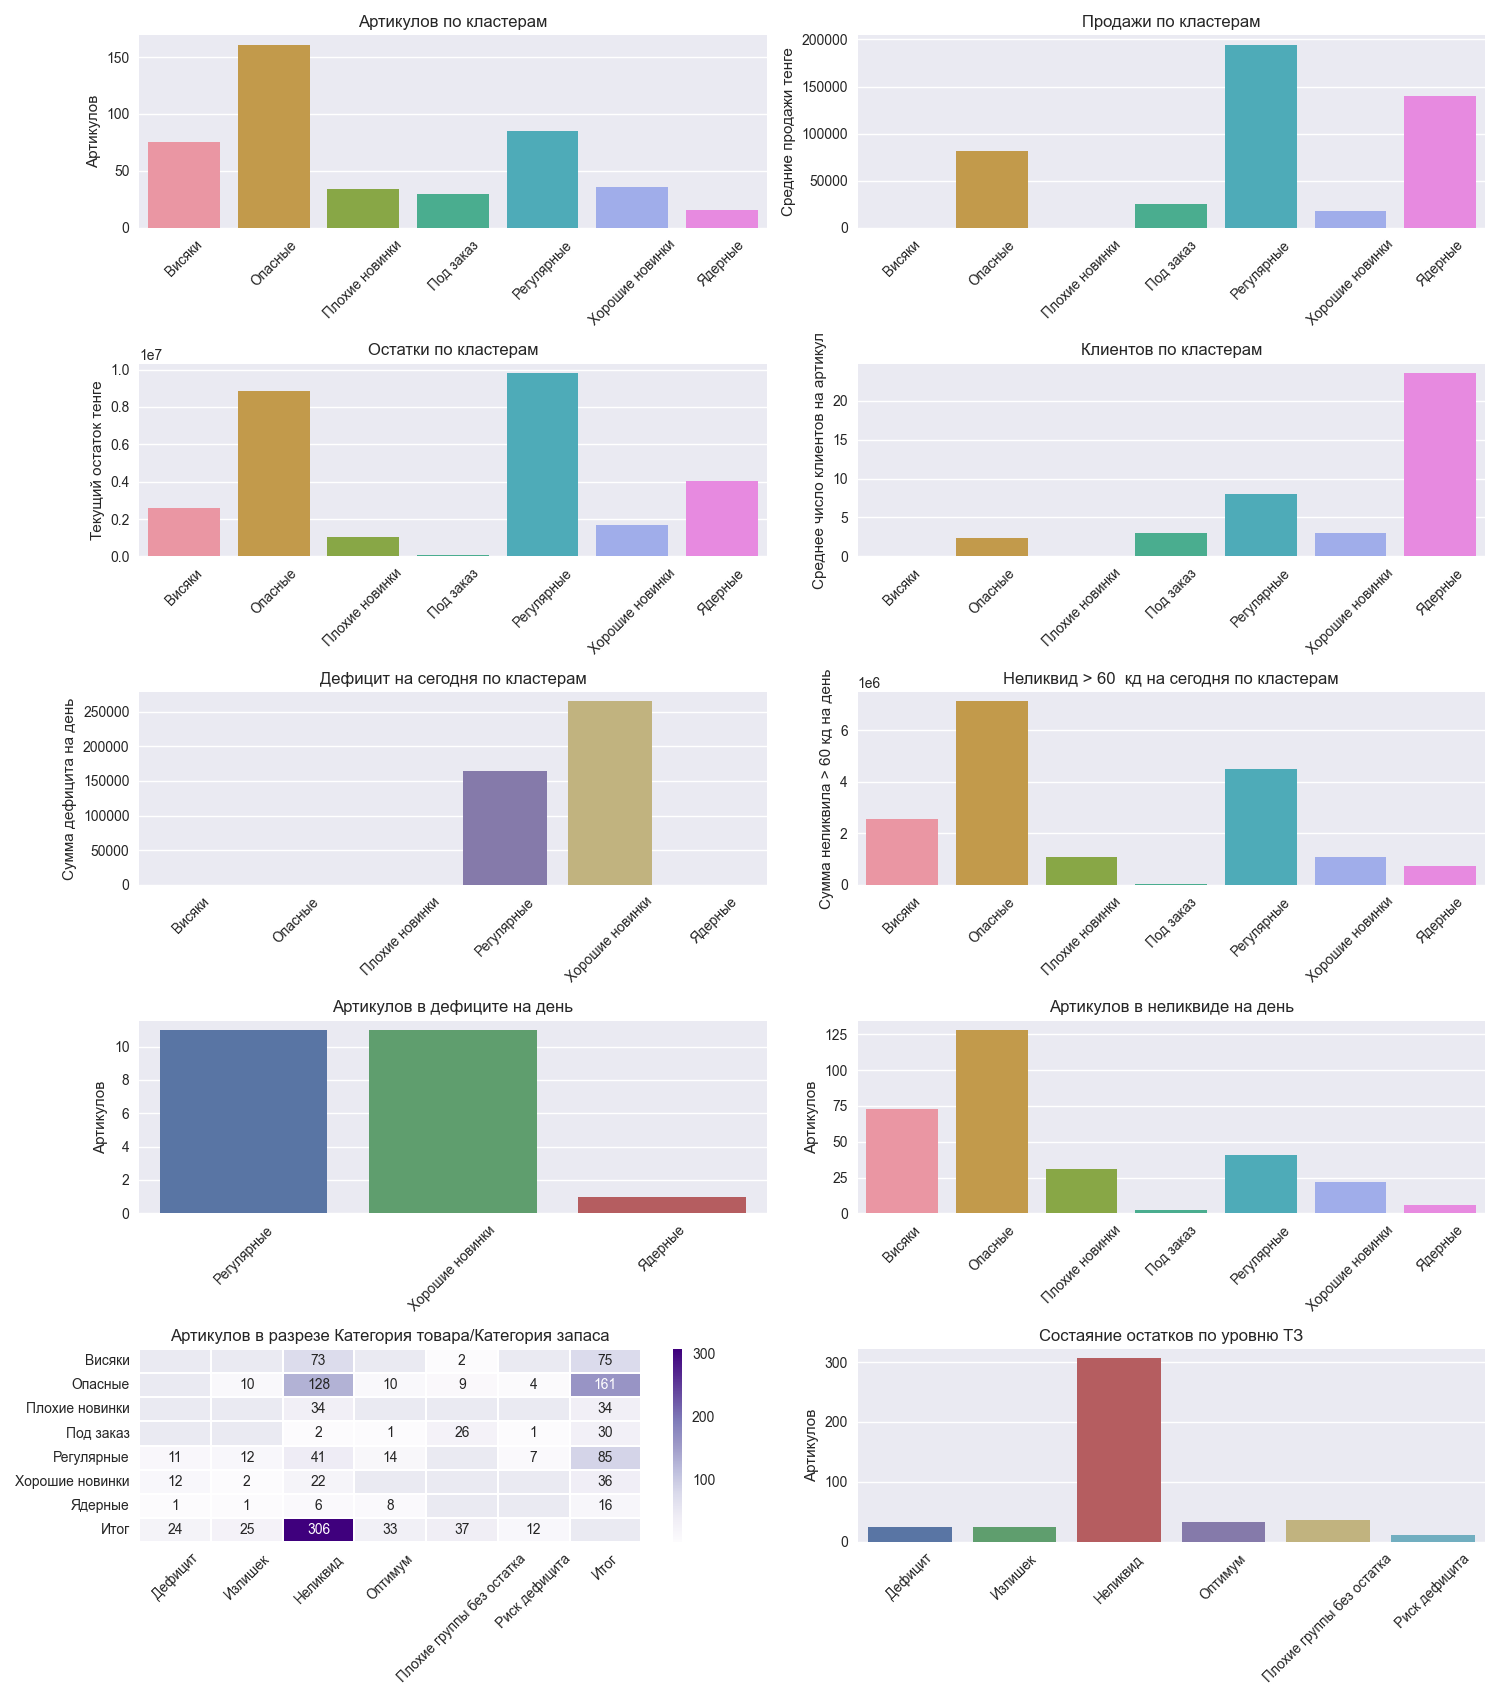 Артикулов по кластерам
Артикулов
150
100
50
0
Висяки
Опасные
Плохие новинки
Под заказ
Регулярные
Хорошие новинки
Ядерные
Продажи по кластерам
Средние продажи тенге
200000
150000
100000
50000
0
Висяки
Опасные
Плохие новинки
Под заказ
Регулярные
Хорошие новинки
Ядерные
Остатки по кластерам
1e7
Текущий остаток тенге
1.0
0.8
0.6
0.4
0.2
0.0
Висяки
Опасные
Плохие новинки
Под заказ
Регулярные
Хорошие новинки
Ядерные
Клиентов по кластерам
Среднее число клиентов на артикул
20
15
10
5
0
Висяки
Опасные
Плохие новинки
Под заказ
Регулярные
Хорошие новинки
Ядерные
Дефицит на сегодня по кластерам
Сумма дефицита на день
250000
200000
150000
100000
50000
0
Висяки
Опасные
Плохие новинки
Регулярные
Хорошие новинки
Ядерные
Неликвид > 60  кд на сегодня по кластерам
1e6
Сумма неликвила > 60 кд на день
6
4
2
0
Висяки
Опасные
Плохие новинки
Под заказ
Регулярные
Хорошие новинки
Ядерные
Артикулов в дефиците на день
Артикулов
10
8
6
4
2
0
Регулярные
Хорошие новинки
Ядерные
Артикулов в неликвиде на день
Артикулов
125
100
75
50
25
0
Висяки
Опасные
Плохие новинки
Под заказ
Регулярные
Хорошие новинки
Ядерные
Артикулов в разрезе Категория товара/Категория запаса
Висяки 73 2 75
Опасные 10 128 10 9 4 161
Плохие новинки 34 34
Под заказ 2 1 26 1 30
Регулярные 11 12 41 14 7 85
Хорошие новинки 12 2 22 36
Ядерные 1 1 6 8 16
Итог 24 25 306 33 37 12
Дефицит
Излишек
Неликвид
Оптимум
Плохие группы без остатка
Риск дефицита
Итог
300
200
100
Состаяние остатков по уровню ТЗ
Артикулов
300
200
100
0
Дефицит
Излишек
Неликвид
Оптимум
Плохие группы без остатка
Риск дефицита